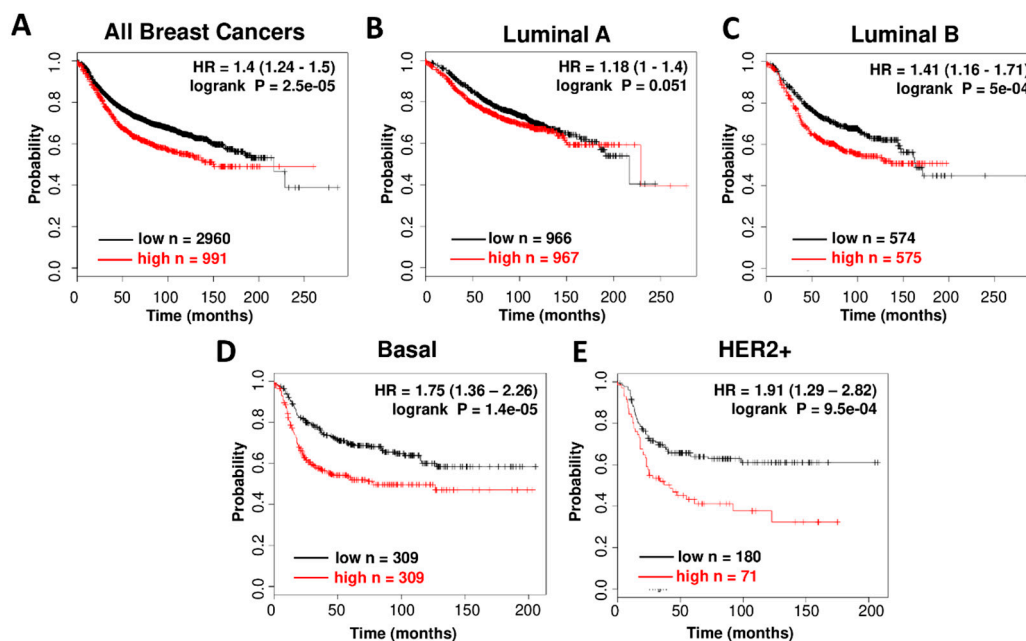 A
All Breast Cancers
HR = 1.4 (1.24 - 1.5)
logrank P = 2.5e-05
Probability
1.0
0.8
0.6
0.4
0.2
0.0
low n = 2960
high n = 991
0 50 100 150 200 250
Time (months)
B
Luminal A
HR = 1.18 (1 - 1.4)
logrank P = 0.051
Probability
1.0
0.8
0.6
0.4
0.2
0.0
low n = 966
high n = 967
0 50 100 150 200 250
Time (months)
C
Luminal B
HR = 1.41 (1.16 - 1.71)
logrank P = 5e-04
Probability
1.0
0.8
0.6
0.4
0.2
0.0
low n = 574
high n = 575
0 50 100 150 200 250
Time (months)
D
Basal
HR = 1.75 (1.36 – 2.26)
logrank P = 1.4e-05
Probability
1.0
0.8
0.6
0.4
0.2
0.0
low n = 309
high n = 309
0 50 100 150 200
Time (months)
E
HER2+
HR = 1.91 (1.29 – 2.82)
logrank P = 9.5e-04
Probability
1.0
0.8
0.6
0.4
0.2
0.0
low n = 180
high n = 71
0 50 100 150 200
Time (months)